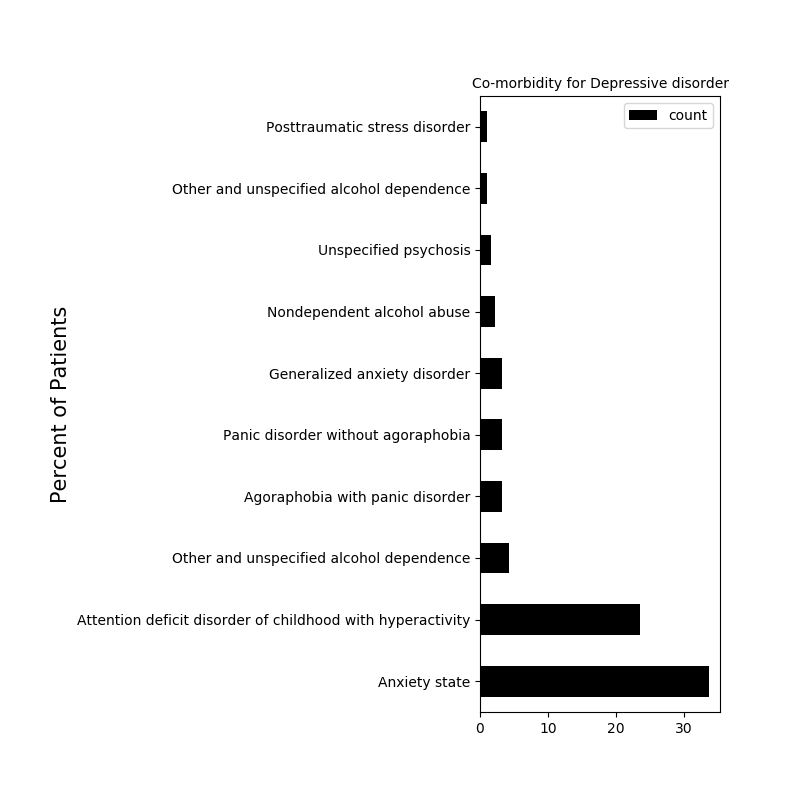 Co-morbidity for Depressive disorder
count
Percent of Patients
Posttraumatic stress disorder
Other and unspecified alcohol dependence
Unspecified psychosis
Nondependent alcohol abuse
Generalized anxiety disorder
Panic disorder without agoraphobia
Agoraphobia with panic disorder
Other and unspecified alcohol dependence
Attention deficit disorder of childhood with hyperactivity
Anxiety state
0 10 20 30